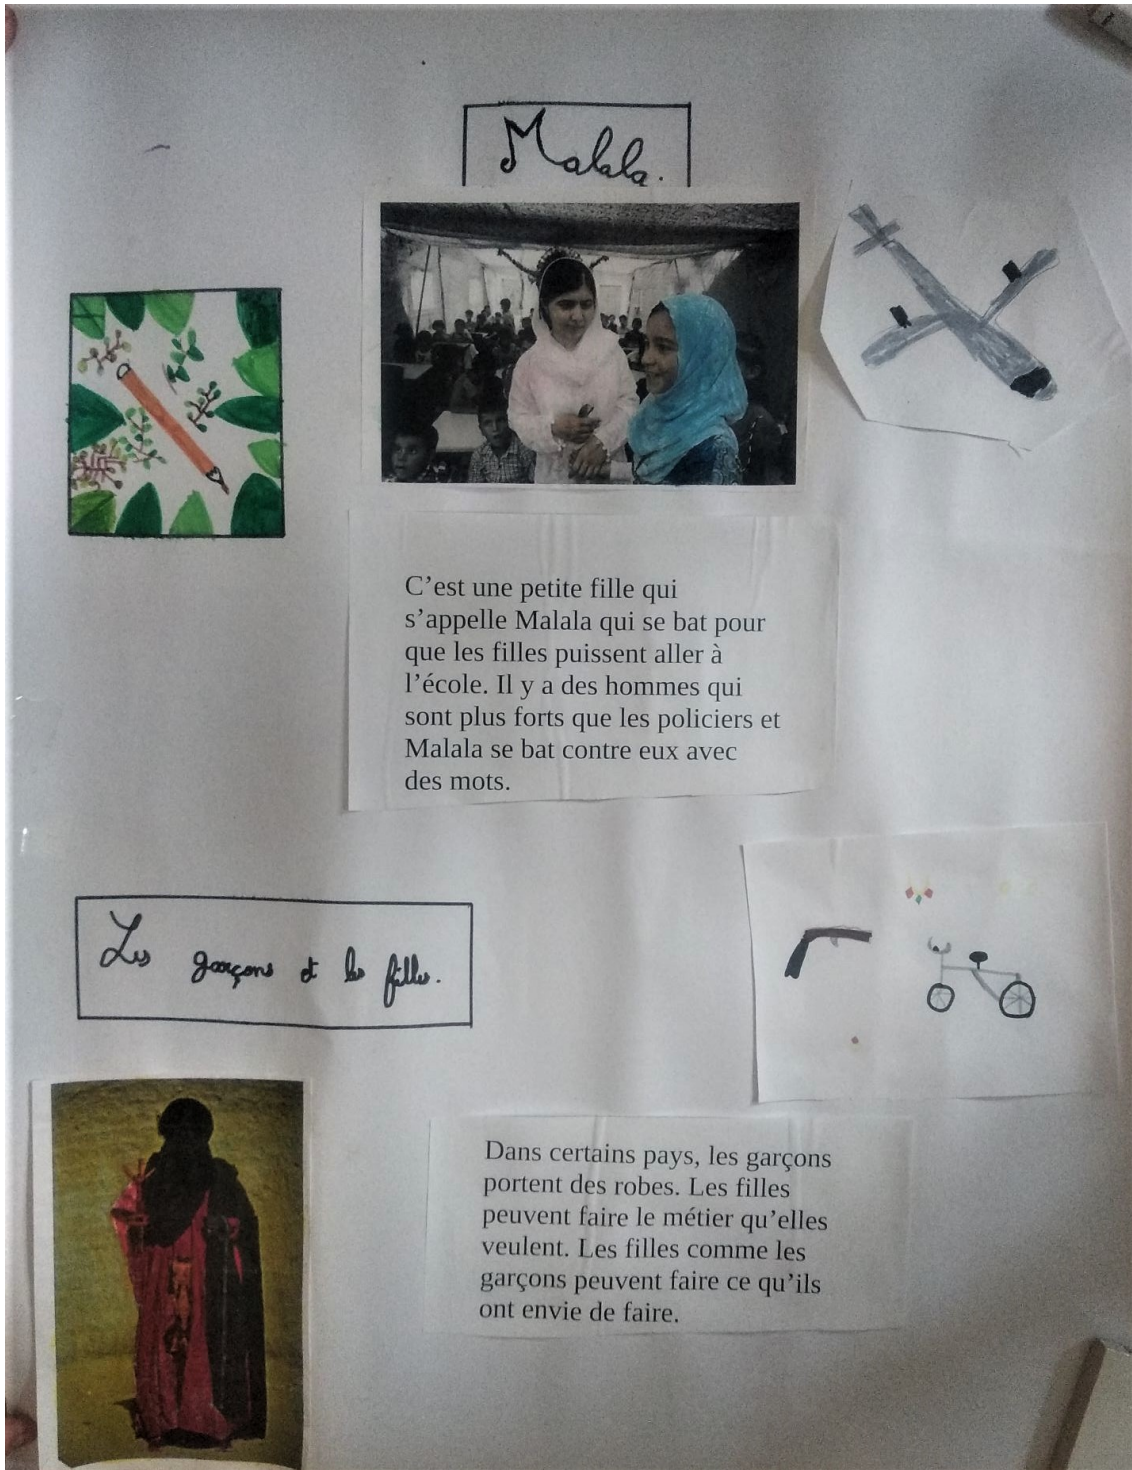 Malala.
C’est une petite fille qui
s’appelle Malala qui se bat pour
que les filles puissent aller à
l’école. Il y a des hommes qui
sont plus forts que les policiers et
Malala se bat contre eux avec
des mots.
Les garçons et les filles.
Dans certains pays, les garçons
portent des robes. Les filles
peuvent faire le métier qu’elles
veulent. Les filles comme les
garçons peuvent faire ce qu’ils
ont envie de faire.